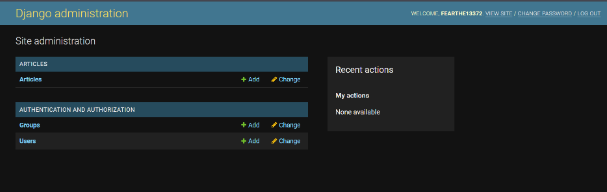 Django administration
WELCOME, FEARTHE13372 VIEW SITE / CHANGE PASSWORD / LOG OUT
Site administration
ARTICLES
Articles + Add Change
AUTHENTICATION AND AUTHORIZATION
Groups + Add Change
Users + Add Change
Recent actions
My actions
None available